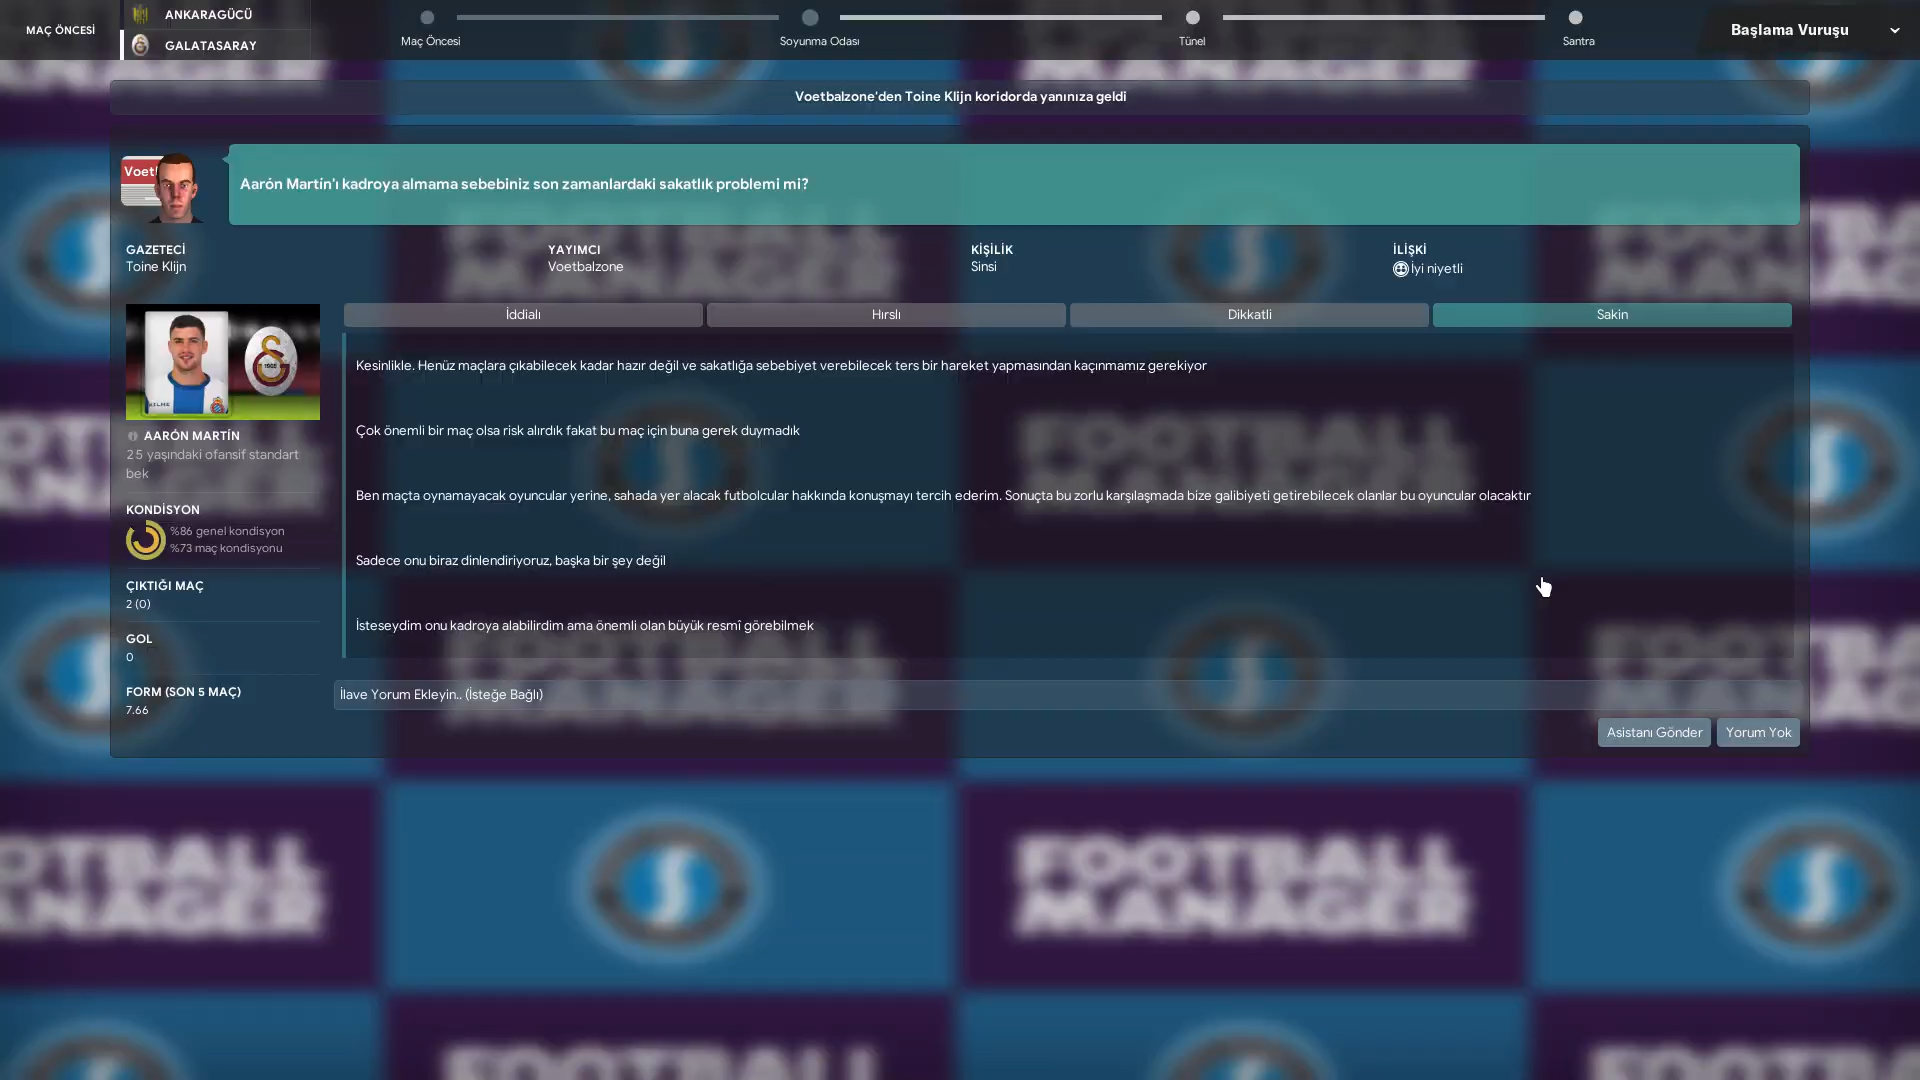 MAÇ ÖNCESİ
ANKARAGÜCÜ
GALATASARAY
Maç Öncesi
Soyunma Odası
Tünel
Santra
Başlama Vuruşu
Voetbalzone'den Toine Klijn koridorda yanınıza geldi
Voet
Aarón Martín'ı kadroya almama sebebiniz son zamanlardaki sakatlık problemi mi?
GAZETECİ
Toine Klijn
YAYIMCI
Voetbalzone
KİŞİLİK
Sinsi
İLİŞKİ
İyi niyetli
İddialı
Hırslı
Dikkatli
Sakin
AARÓN MARTÍN
25 yaşındaki ofansif standart
bek
KONDİSYON
%86 genel kondisyon
%73 maç kondisyonu
ÇIKTIĞI MAÇ
2 (0)
GOL
0
FORM (SON 5 MAÇ)
7.66
Kesinlikle. Henüz maçlara çıkabilecek kadar hazır değil ve sakatlığa sebebiyet verebilecek ters bir hareket yapmasından kaçınmamız gerekiyor
Çok önemli bir maç olsa risk alırdık fakat bu maç için buna gerek duymadık
Ben maçta oynamayacak oyuncular yerine, sahada yer alacak futbolcular hakkında konuşmayı tercih ederim. Sonuçta bu zorlu karşılaşmada bize galibiyeti getirebilecek olanlar bu oyuncular olacaktır
Sadece onu biraz dinlendiriyoruz, başka bir şey değil
İsteseydim onu kadroya alabilirdim ama önemli olan büyük resmî görebilmek
İlave Yorum Ekleyin.. (İsteğe Bağlı)
Asistanı Gönder
Yorum Yok
FOOTBALL
MANAGER
FOOTBALL
MANAGER